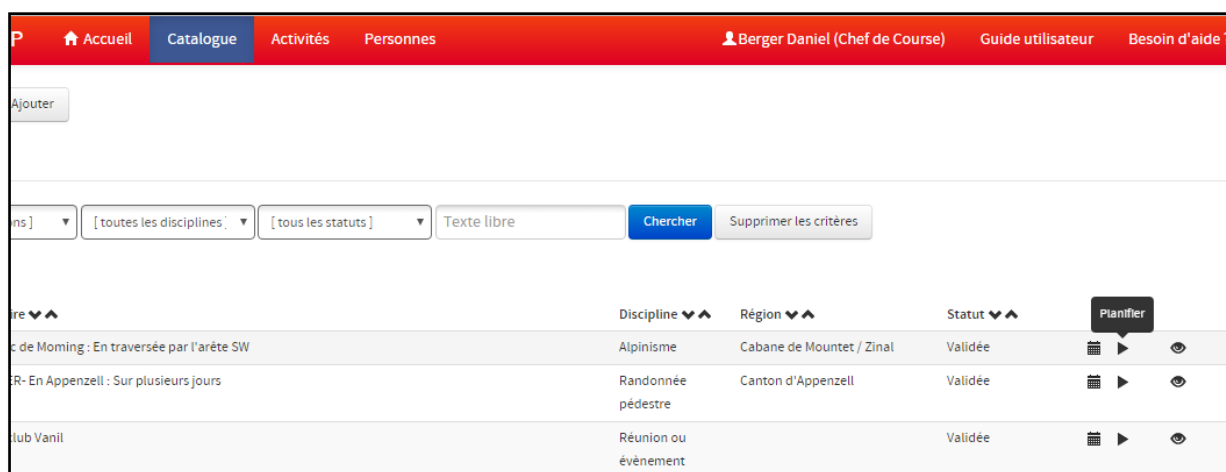 P Accueil Catalogue Activités Personnes Berger Daniel (Chef de Course) Guide utilisateur Besoin d'aide ?
Ajouter
ons ] [ toutes les disciplines ] [ tous les statuts ] Texte libre Chercher Supprimer les critères
Planifier
ire Discipline Région Statut
c de Moming : En traversée par l'arête SW Alpinisme Cabane de Mountet / Zinal Validée
ER- En Appenzell : Sur plusieurs jours Randonnée Canton d'Appenzell Validée
pédestre
club Vanil Réunion ou Validée
évènement